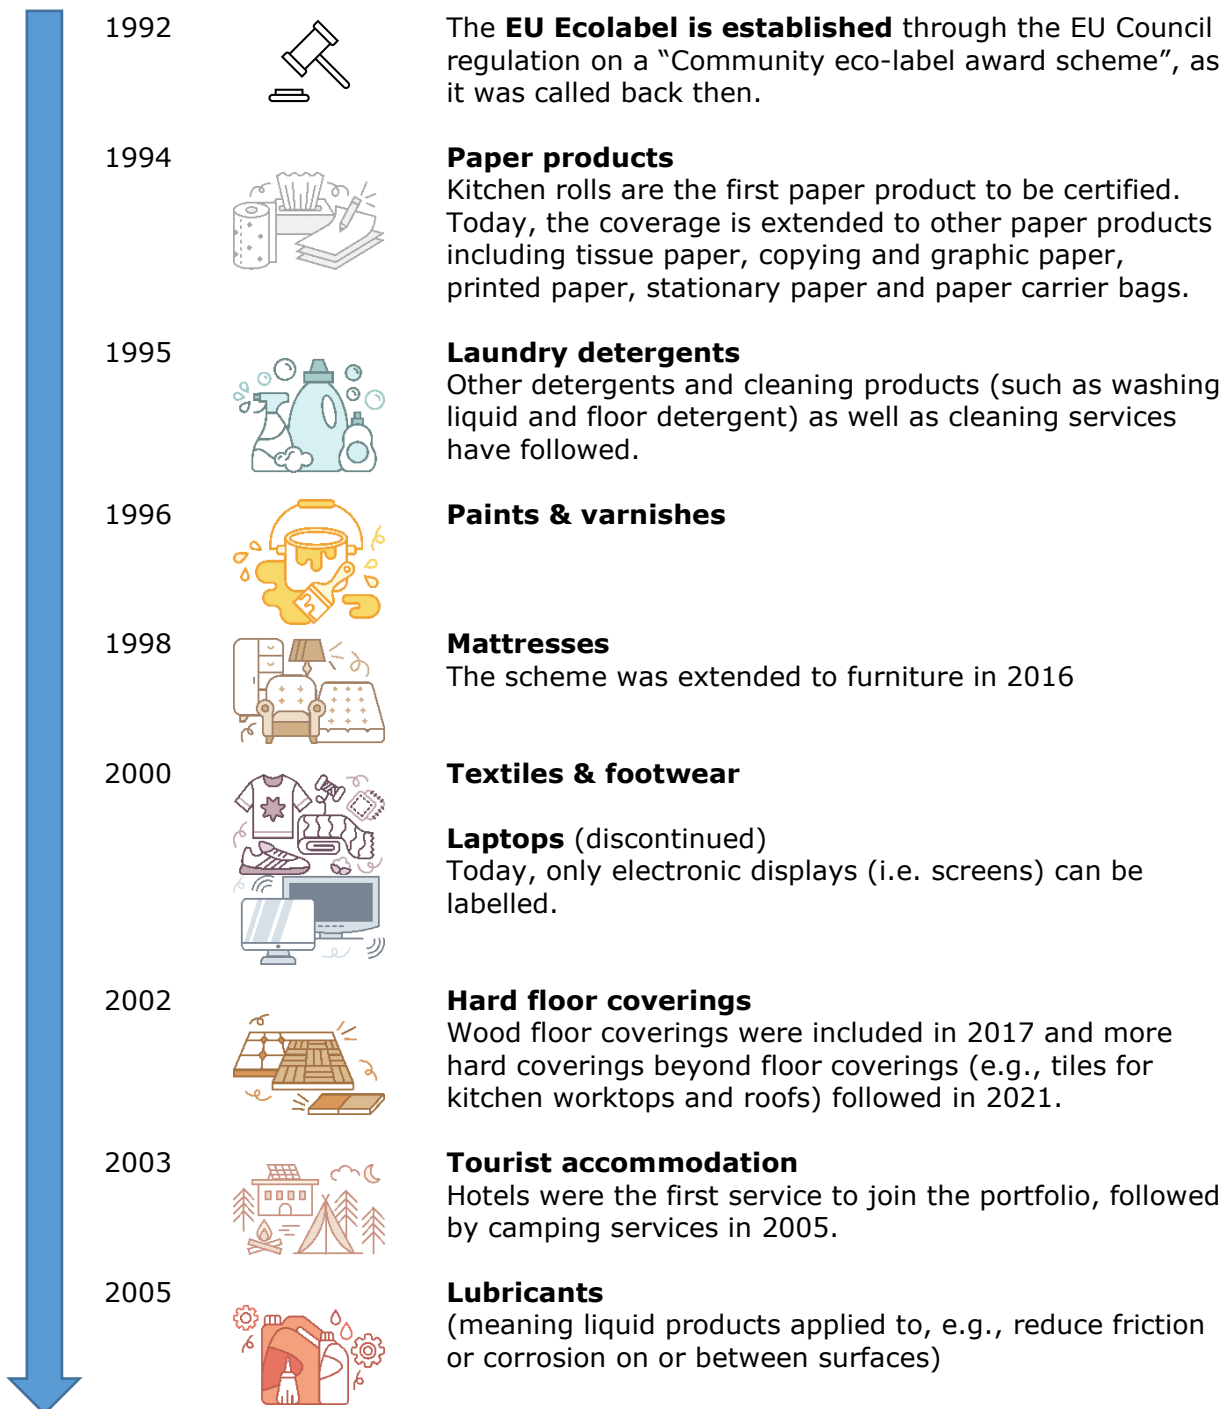 1992
The EU Ecolabel is established through the EU Council
regulation on a “Community eco-label award scheme”, as
it was called back then.
1994
Paper products
Kitchen rolls are the first paper product to be certified.
Today, the coverage is extended to other paper products
including tissue paper, copying and graphic paper,
printed paper, stationary paper and paper carrier bags.
1995
Laundry detergents
Other detergents and cleaning products (such as washing
liquid and floor detergent) as well as cleaning services
have followed.
1996
Paints & varnishes
1998
Mattresses
The scheme was extended to furniture in 2016
2000
Textiles & footwear
Laptops (discontinued)
Today, only electronic displays (i.e. screens) can be
labelled.
2002
Hard floor coverings
Wood floor coverings were included in 2017 and more
hard coverings beyond floor coverings (e.g., tiles for
kitchen worktops and roofs) followed in 2021.
2003
Tourist accommodation
Hotels were the first service to join the portfolio, followed
by camping services in 2005.
2005
Lubricants
(meaning liquid products applied to, e.g., reduce friction
or corrosion on or between surfaces)